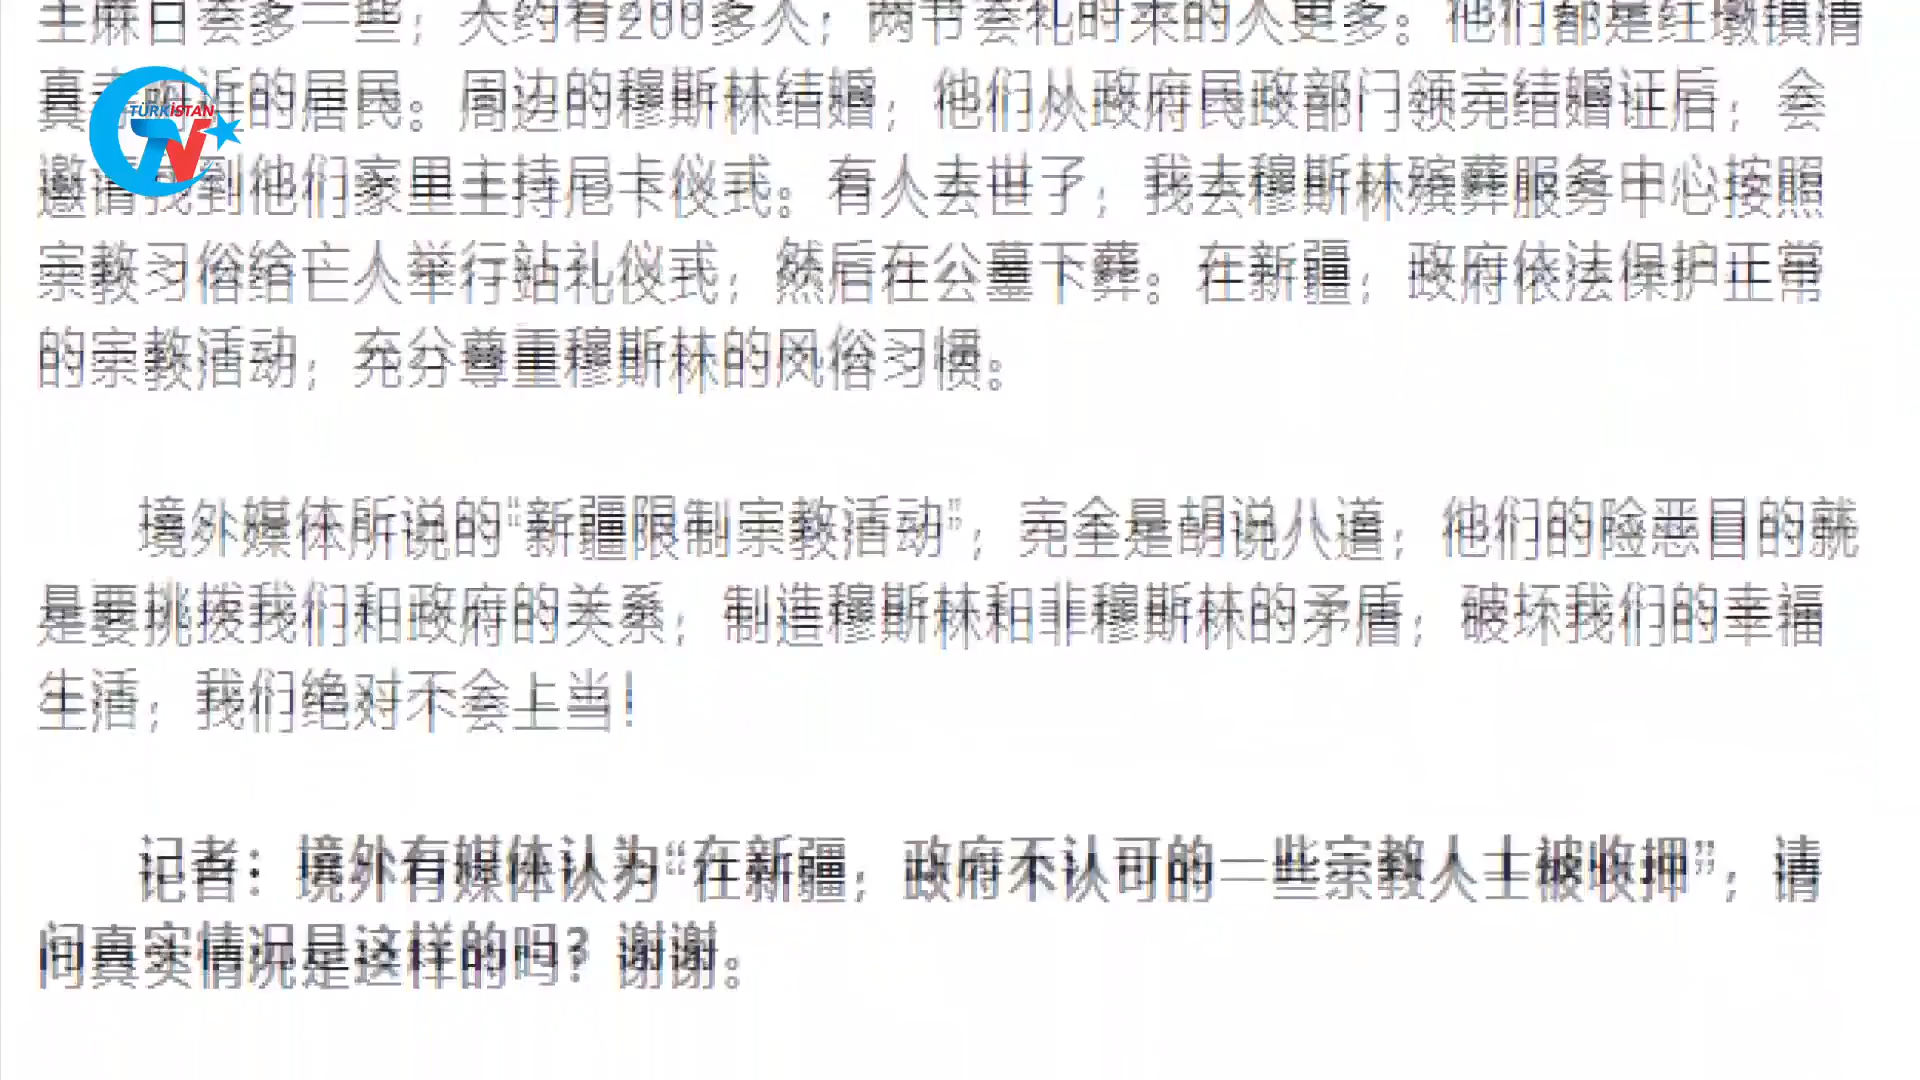 主麻日会多一些，大约有200多人，两节会礼时来的人更多。他们都是红墩镇清
真寺附近的居民。周边的穆斯林结婚，他们从政府民政部门领完结婚证后，会
TURKİSTAN
TV
邀请我到他们家里主持尼卡仪式。有人去世了，我去穆斯林殡葬服务中心按照
宗教习俗给亡人举行站礼仪式，然后在公墓下葬。在新疆，政府依法保护正常
的宗教活动，充分尊重穆斯林的风俗习惯。
境外媒体所说的“新疆限制宗教活动”，完全是胡说八道，他们的险恶目的就
是要挑拨我们和政府的关系，制造穆斯林和非穆斯林的矛盾，破坏我们的幸福
生活，我们绝对不会上当！
记者：境外有媒体认为“在新疆，政府不认可的一些宗教人士被收押”，请
问真实情况是这样的吗？谢谢。